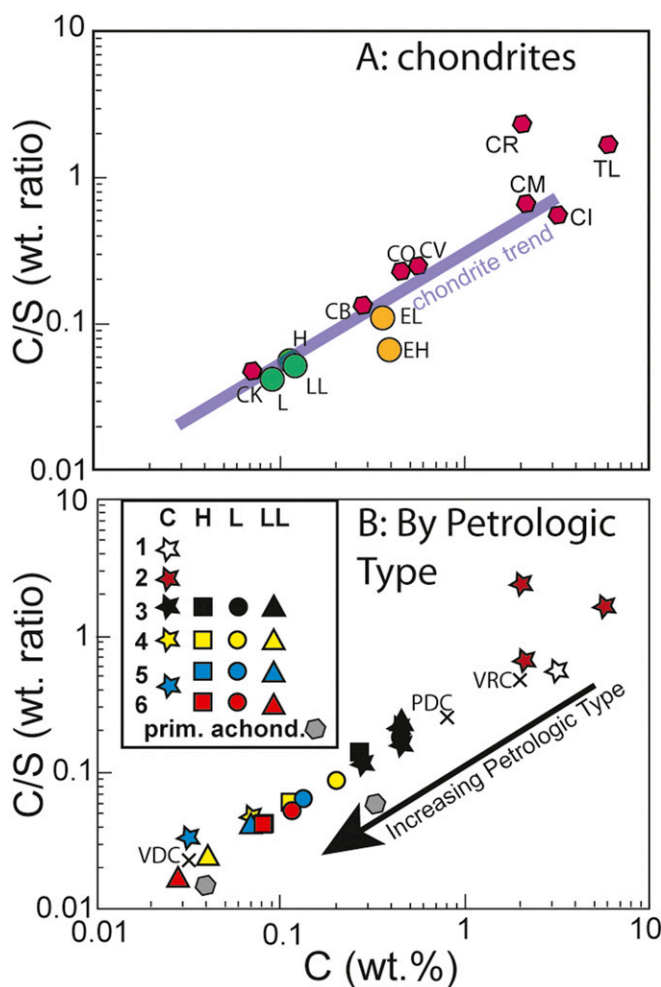 10
A: chondrites
CR
TL
1
CM
CI
CO
CV
chondrite trend
CB
EL
0.1
H
EH
CK
L
LL
0.01
C/S (wt. ratio)
10
C H L LL
B: By Petrologic
Type
1
2
3
4
5
6
prim. achond.
1
VRC
PDC
Increasing Petrologic Type
0.1
VDC
0.01
C/S (wt. ratio)
0.01
0.1
1
10
C (wt.%)